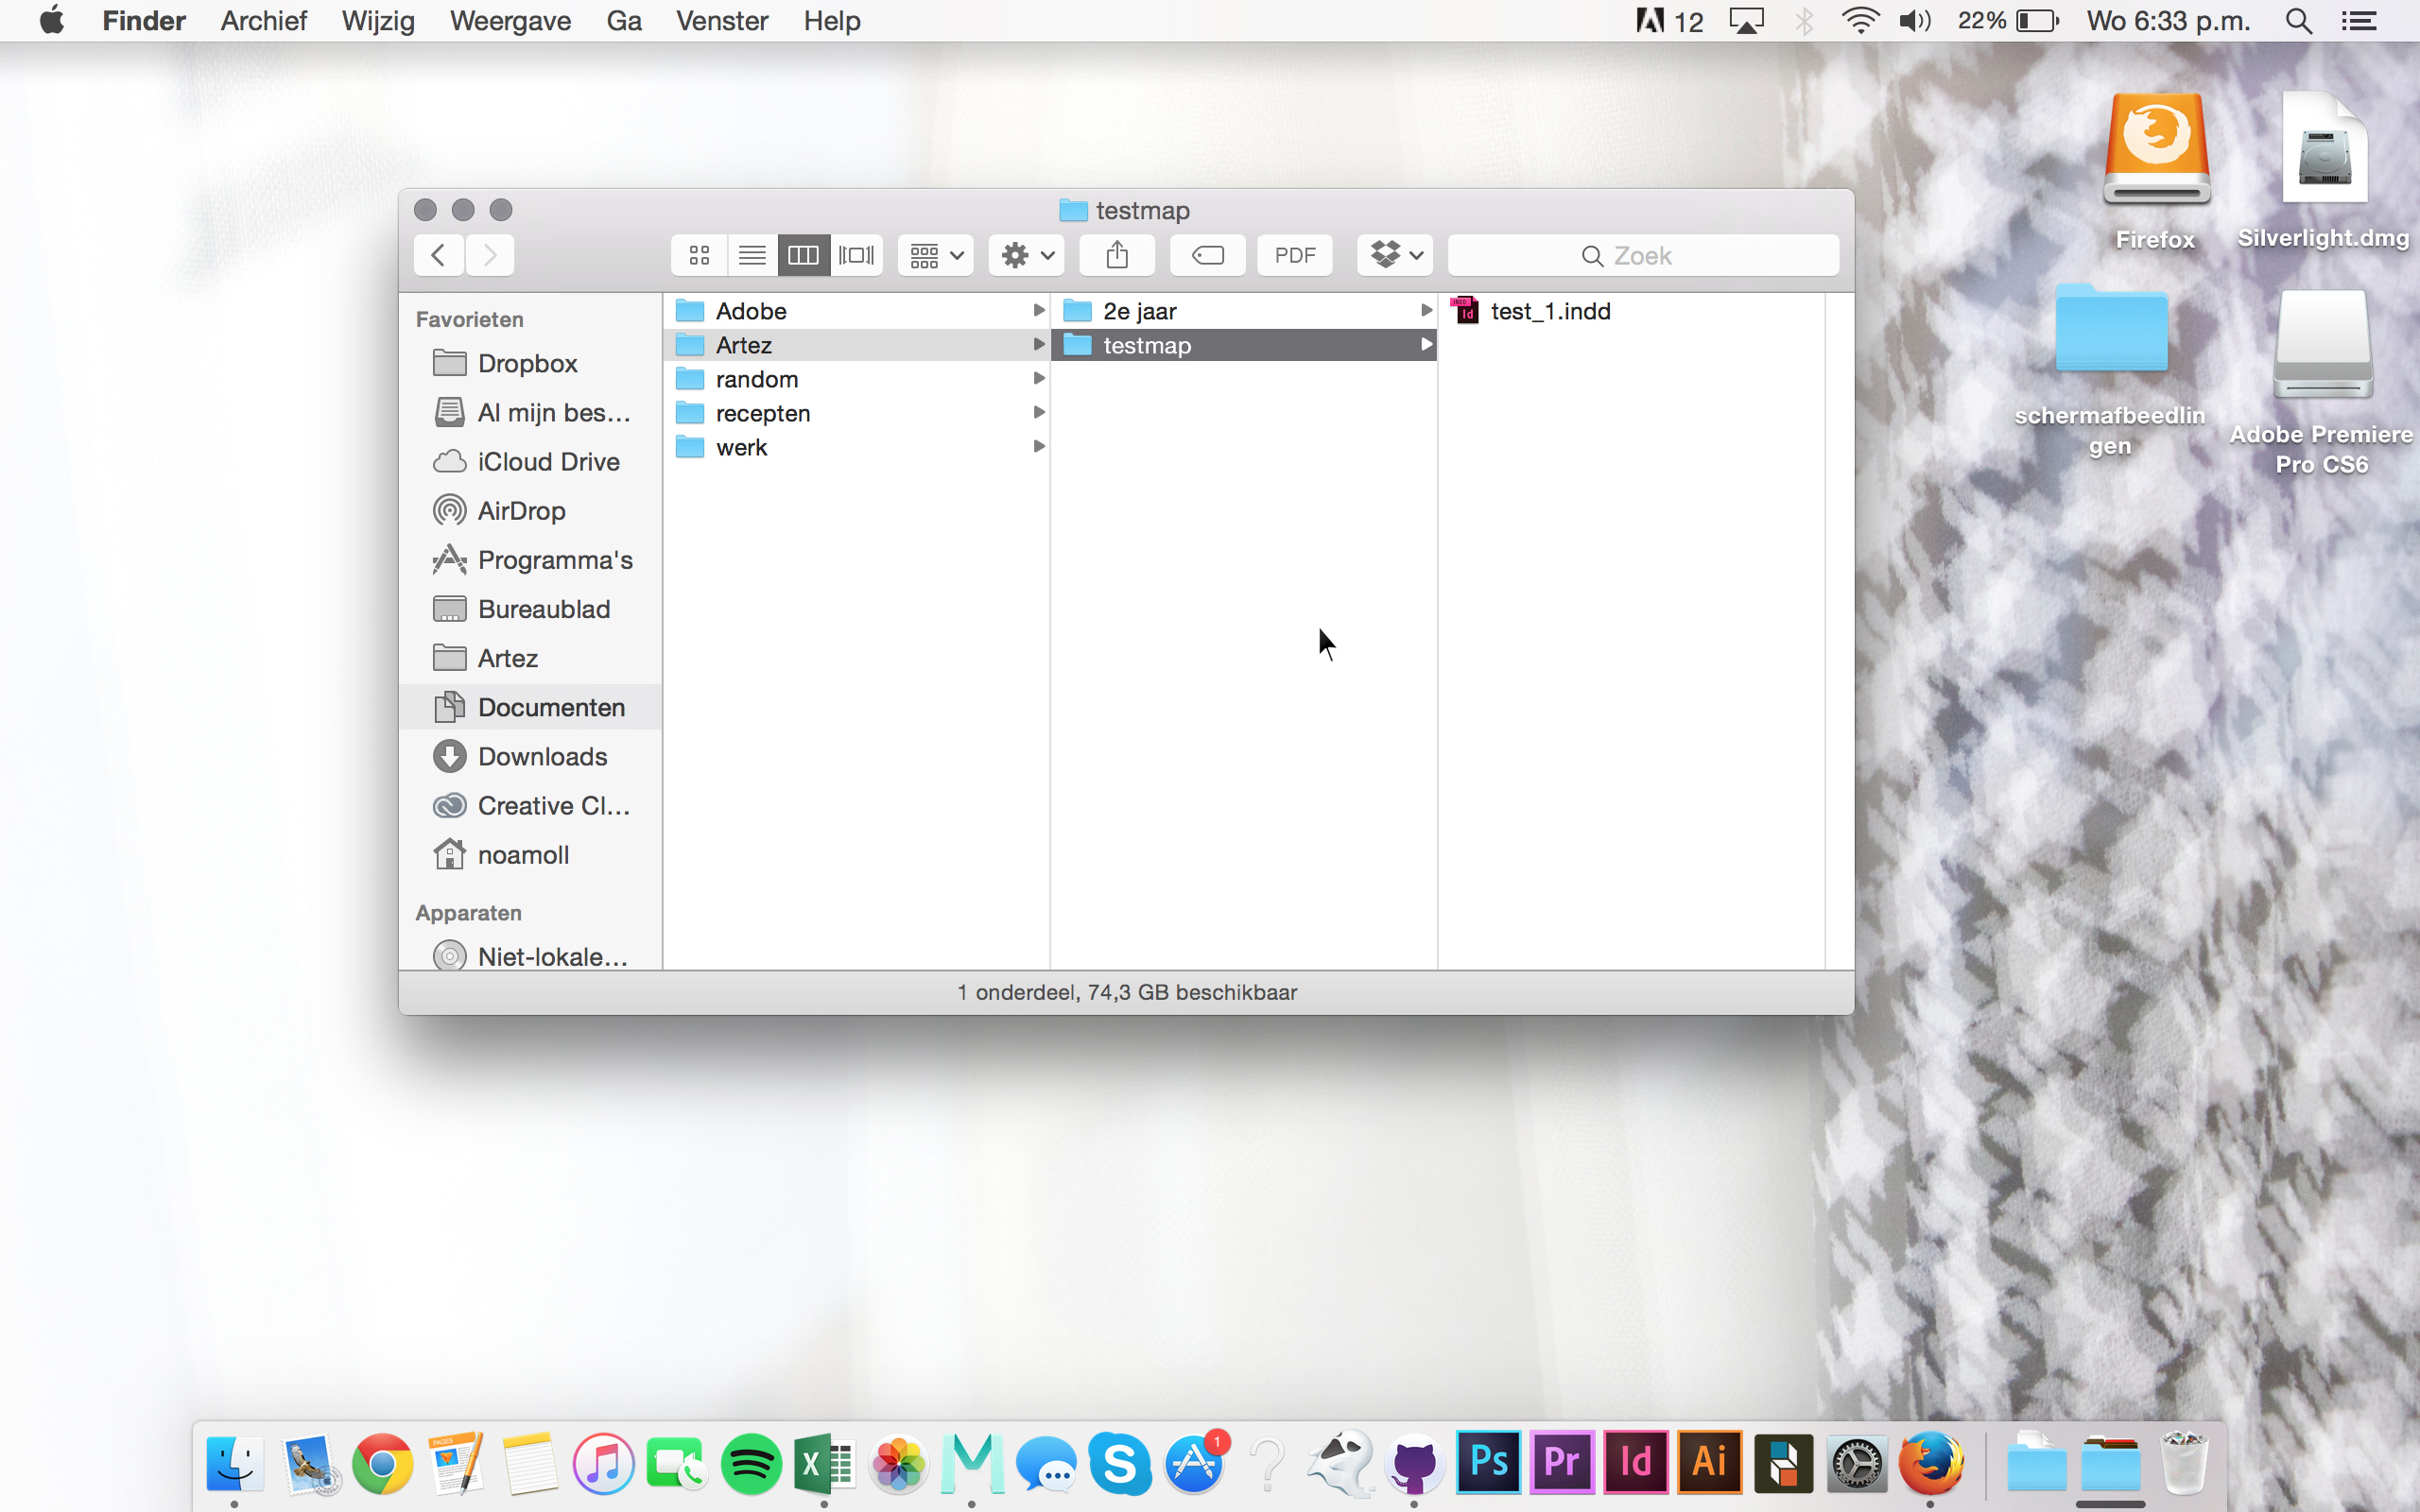 Finder Archief Wijzig Weergave Ga Venster Help 12 22% Wo 6:33 p.m.
testmap
PDF Zoek
Favorieten
Dropbox
Al mijn bes...
iCloud Drive
AirDrop
Programma's
Bureaublad
Artez
Documenten
Downloads
Creative Cl...
noamoll
Apparaten
Niet-lokale...
Adobe
Artez
random
recepten
werk
2e jaar
testmap
test_1.indd
1 onderdeel, 74,3 GB beschikbaar
Firefox
Silverlight.dmg
schermafbeedlin
gen
Adobe Premiere
Pro CS6
PAGES
X
S
1
?
Ps
Pr
Id
Ai